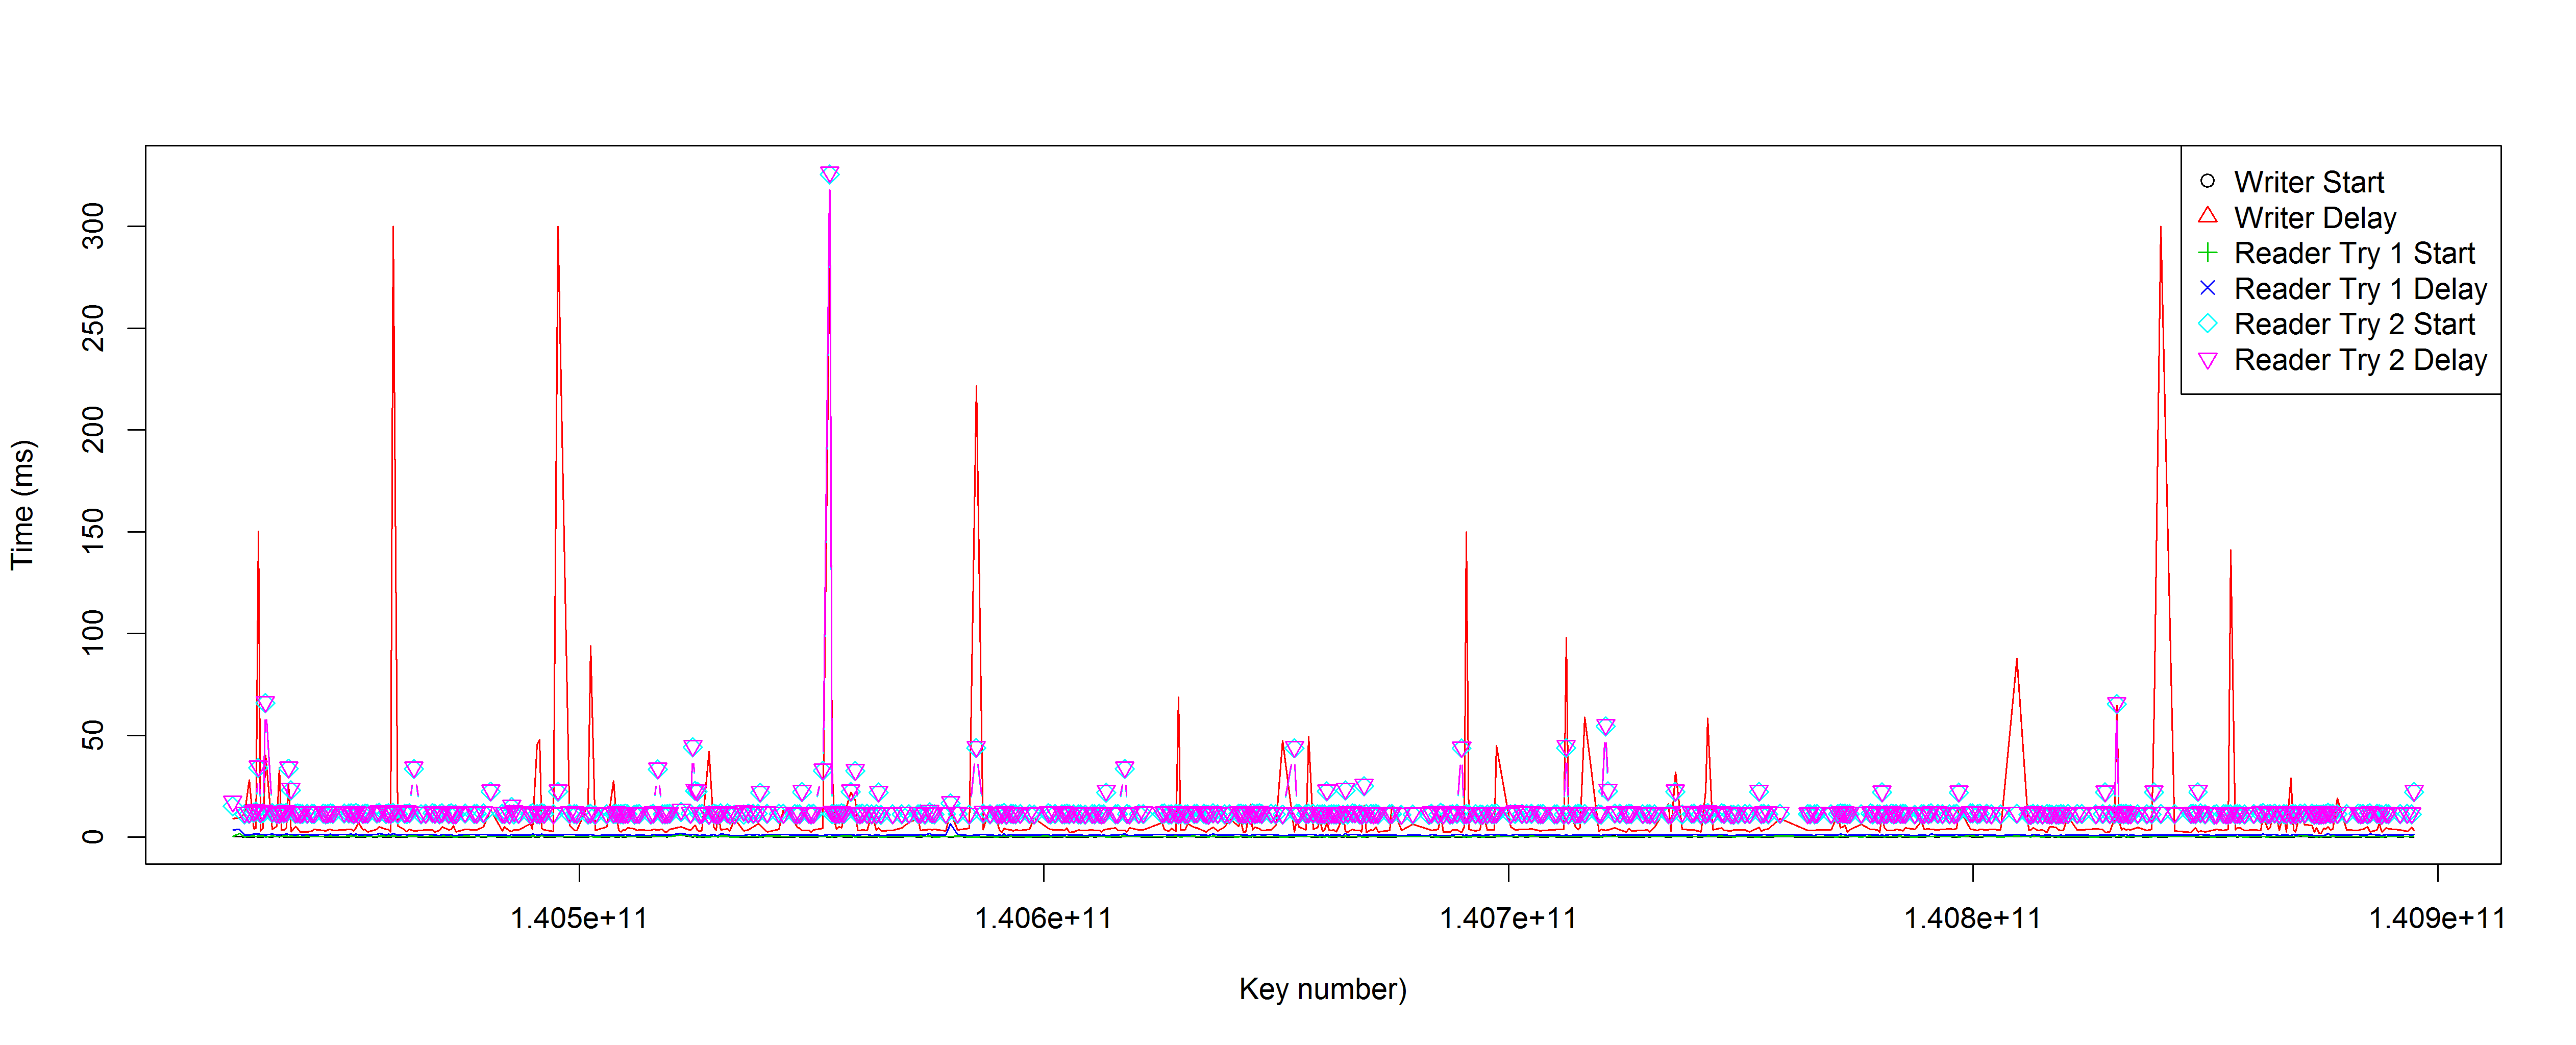 Time (ms)
300
250
200
150
100
50
0
Writer Start
Writer Delay
Reader Try 1 Start
Reader Try 1 Delay
Reader Try 2 Start
Reader Try 2 Delay
1.405e+11 1.406e+11 1.407e+11 1.408e+11 1.409e+11
Key number)